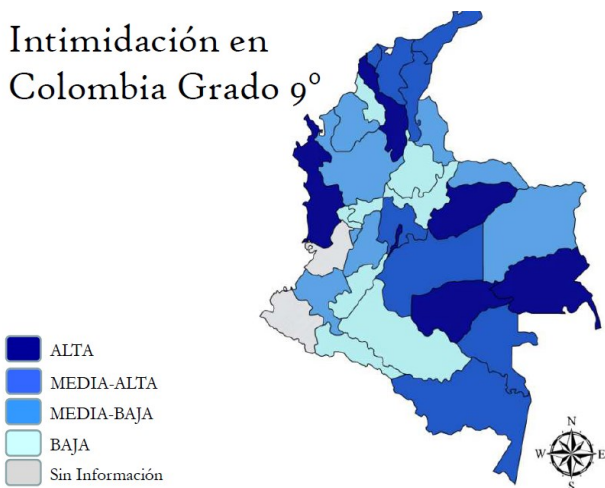 Intimidación en
Colombia Grado 9°
ALTA
MEDIA-ALTA
MEDIA-BAJA
BAJA
Sin Información
N
W E
S